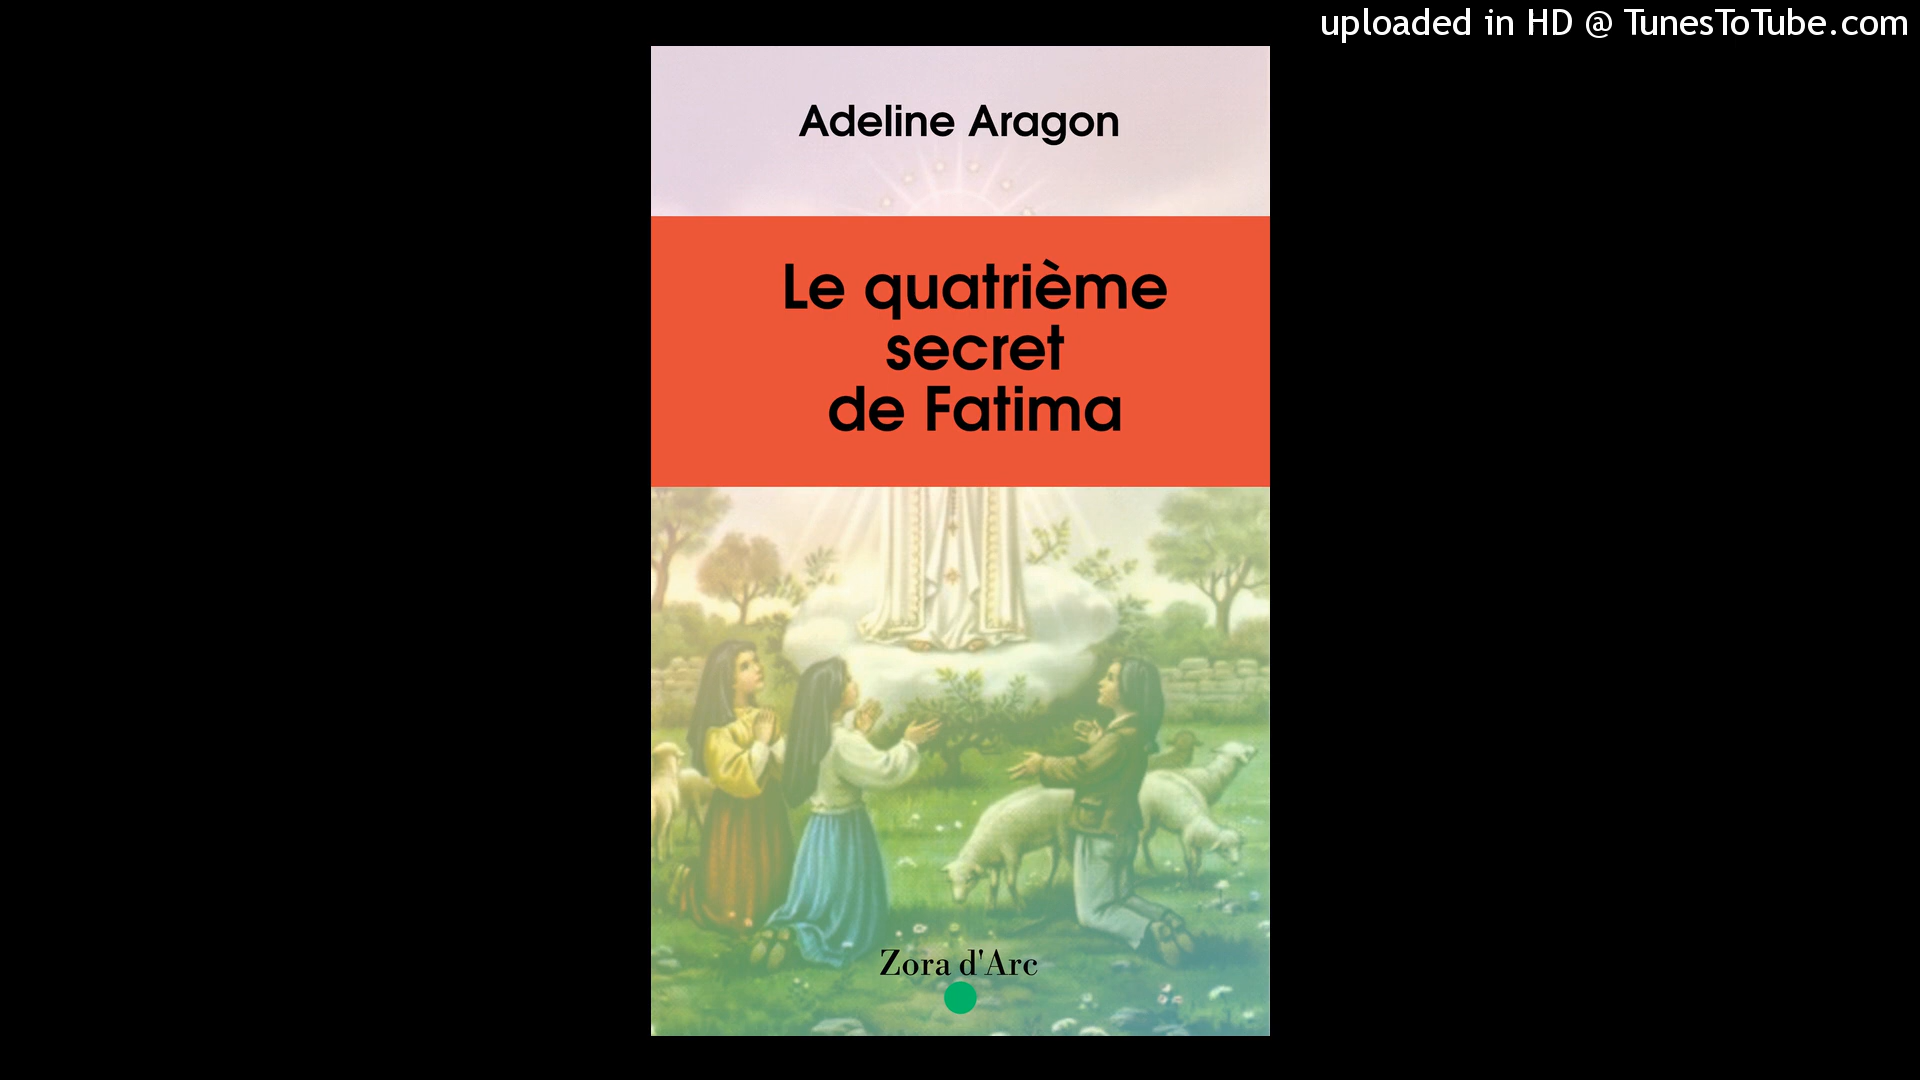 uploaded in HD @ TunesToTube.com
Adeline Aragon
Le quatrième
secret
de Fatima
Zora d'Arc